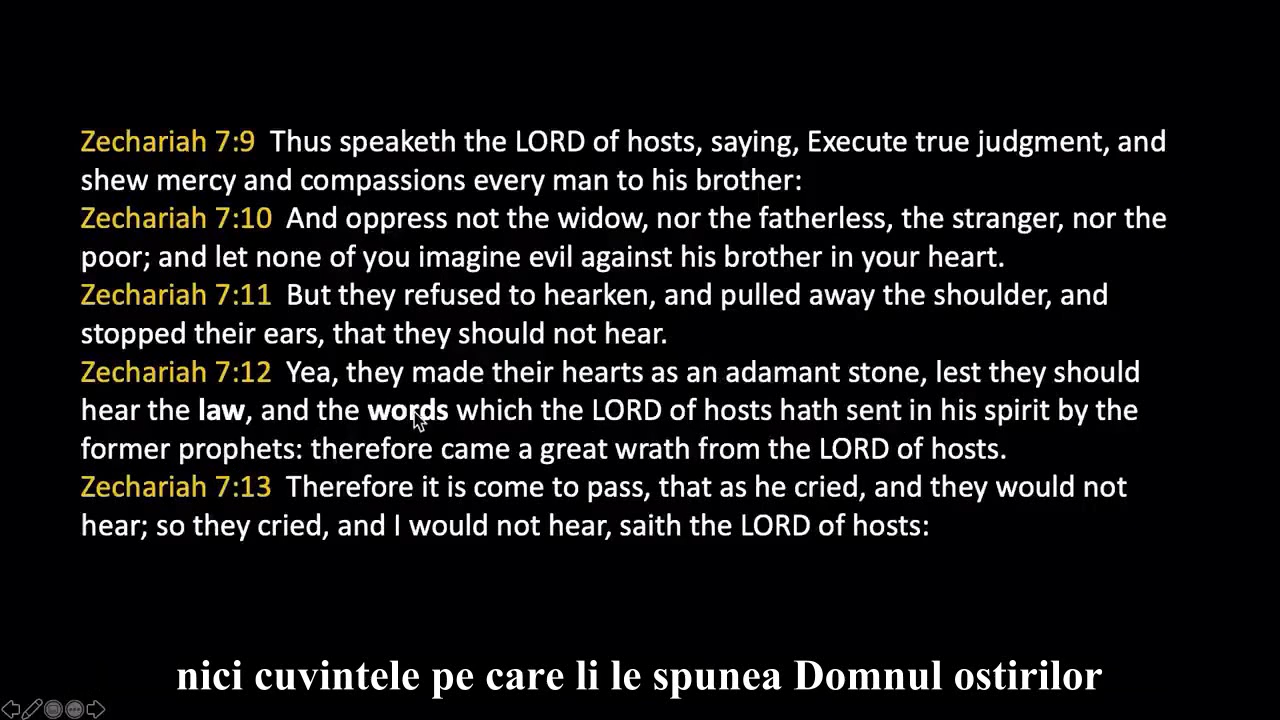 Zechariah 7:9 Thus speaketh the LORD of hosts, saying, Execute true judgment, and
shew mercy and compassions every man to his brother:
Zechariah 7:10 And oppress not the widow, nor the fatherless, the stranger, nor the
poor; and let none of you imagine evil against his brother in your heart.
Zechariah 7:11 But they refused to hearken, and pulled away the shoulder, and
stopped their ears, that they should not hear.
Zechariah 7:12 Yea, they made their hearts as an adamant stone, lest they should
hear the law, and the words which the LORD of hosts hath sent in his spirit by the
former prophets: therefore came a great wrath from the LORD of hosts.
Zechariah 7:13 Therefore it is come to pass, that as he cried, and they would not
hear; so they cried, and I would not hear, saith the LORD of hosts:
nici cuvintele pe care li le spunea Domnul ostirilor